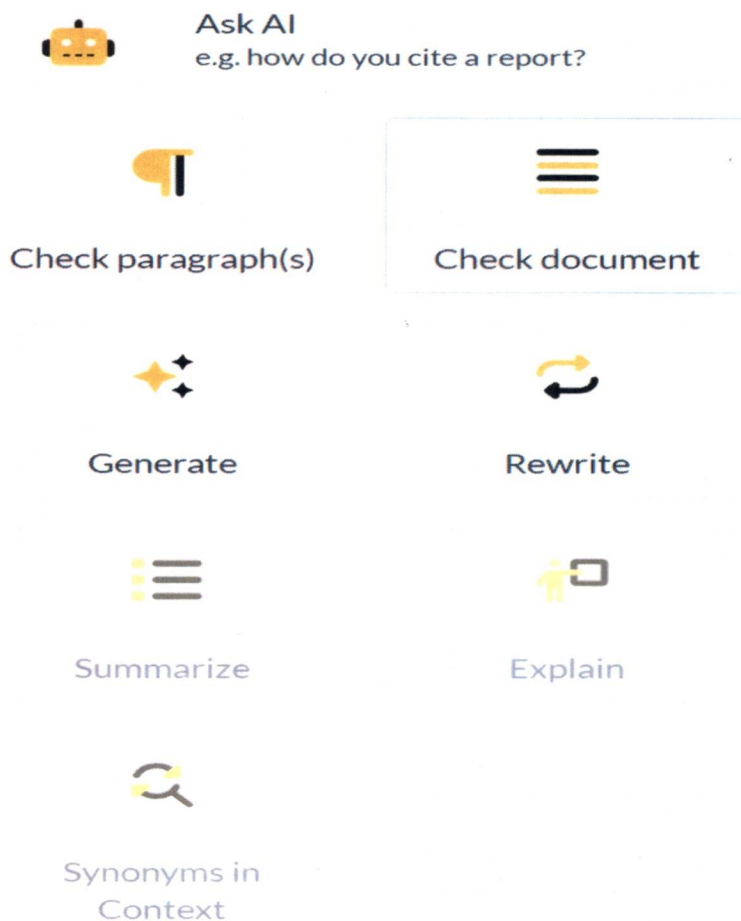 Ask AI
e.g. how do you cite a report?
Check paragraph(s)
Check document
Generate
Rewrite
Summarize
Explain
Synonyms in
Context